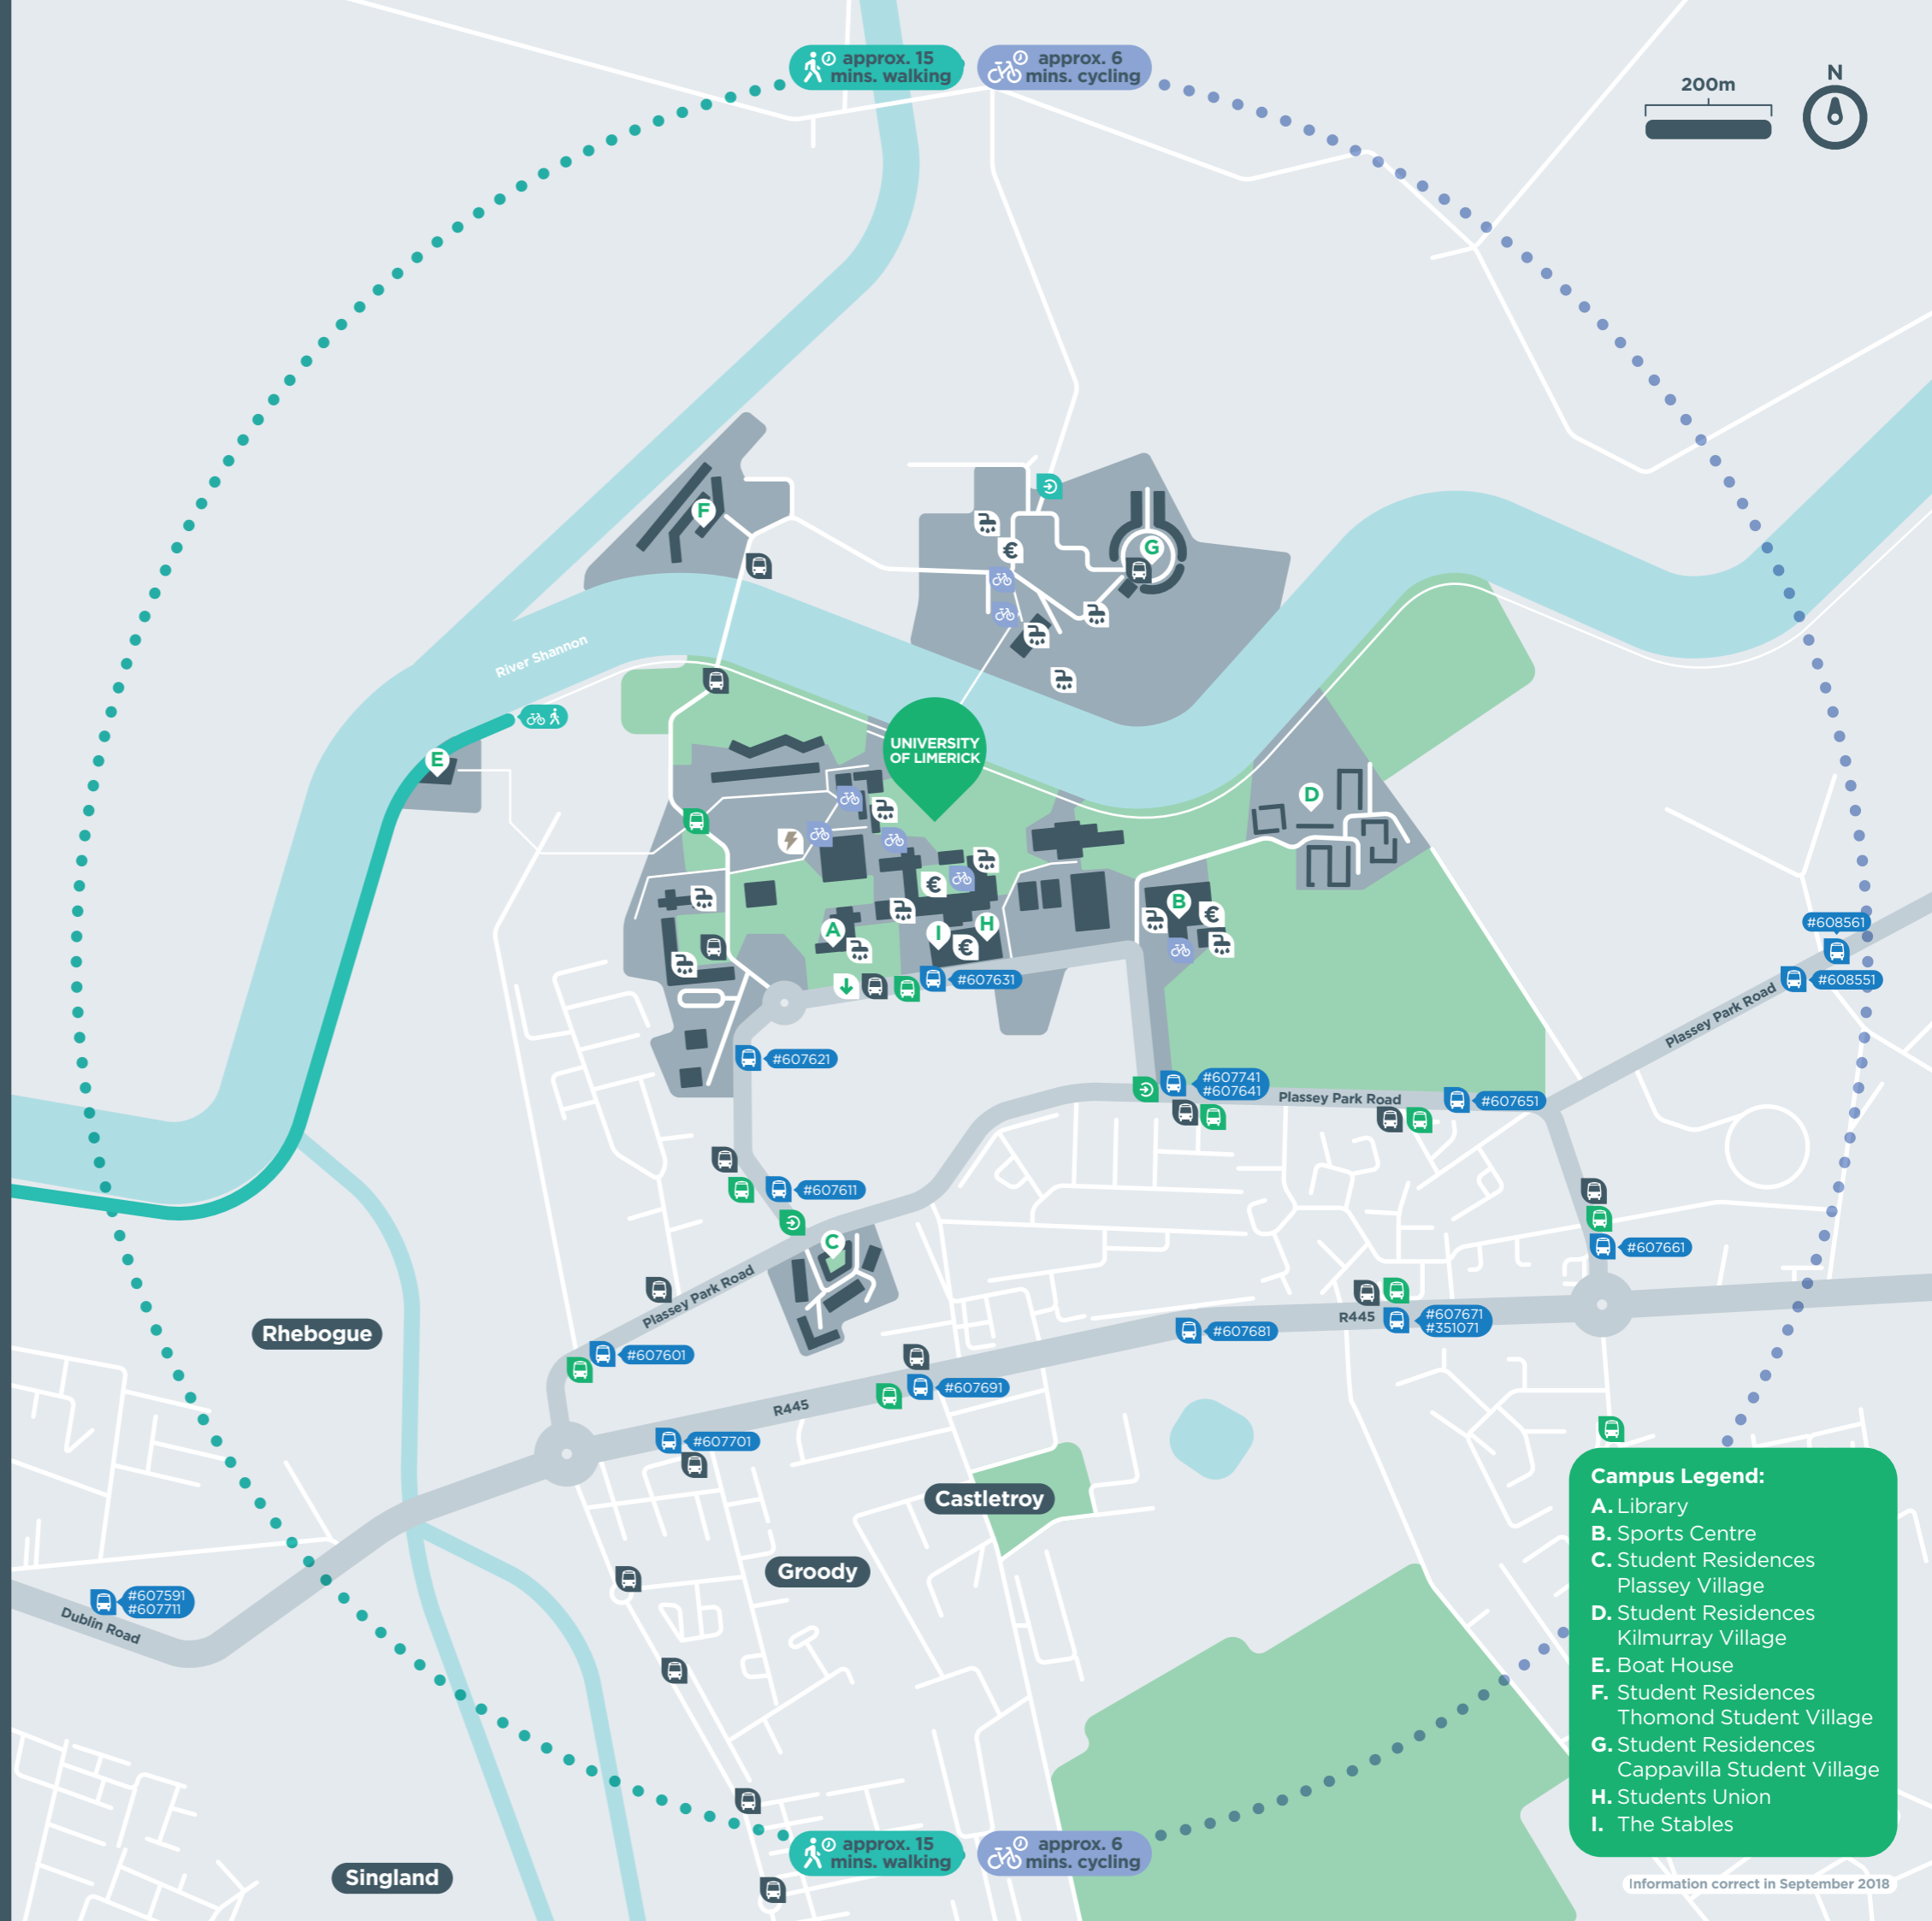 approx. 15
mins. walking
approx. 6
mins. cycling
200m
N
F
€
G
River Shannon
E
UNIVERSITY
OF LIMERICK
D
€
B
€
A
I
H
€
#608561
#607631
#608551
Plassey Park Road
#607621
#607741
#607641
Plassey Park Road
#607651
#607611
C
#607661
Plassey Park Road
R445
#607671
#351071
Rhebogue
#607681
#607601
#607691
R445
#607701
Castletroy
Groody
#607591
#607711
Dublin Road
Campus Legend:
A. Library
B. Sports Centre
C. Student Residences
Plassey Village
D. Student Residences
Kilmurray Village
E. Boat House
F. Student Residences
Thomond Student Village
G. Student Residences
Cappavilla Student Village
H. Students Union
I. The Stables
approx. 15
mins. walking
approx. 6
mins. cycling
Singland
Information correct in September 2018